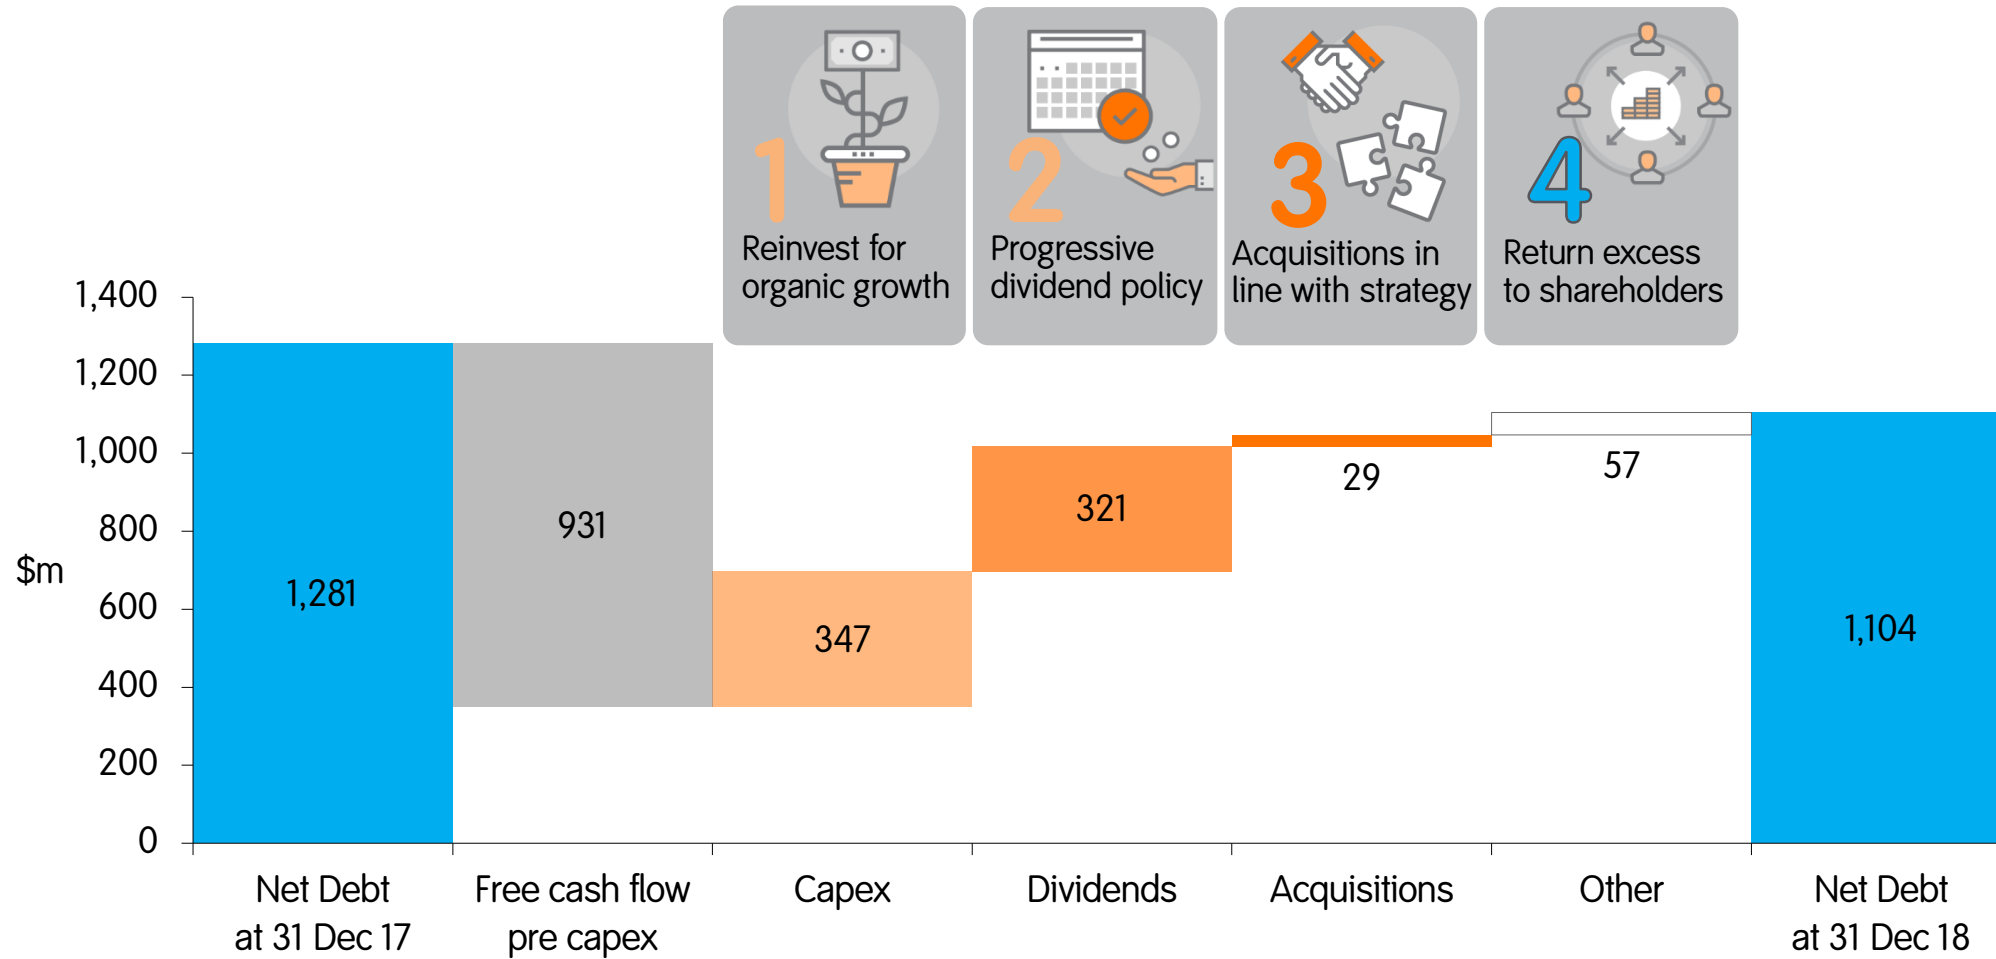 1
Reinvest for
organic growth
2
Progressive
dividend policy
3
Acquisitions in
line with strategy
4
Return excess
to shareholders
$m
1,400
1,200
1,000
800
600
400
200
0
1,281
931
347
321
29
57
1,104
Net Debt
at 31 Dec 17
Free cash flow
pre capex
Capex
Dividends
Acquisitions
Other
Net Debt
at 31 Dec 18